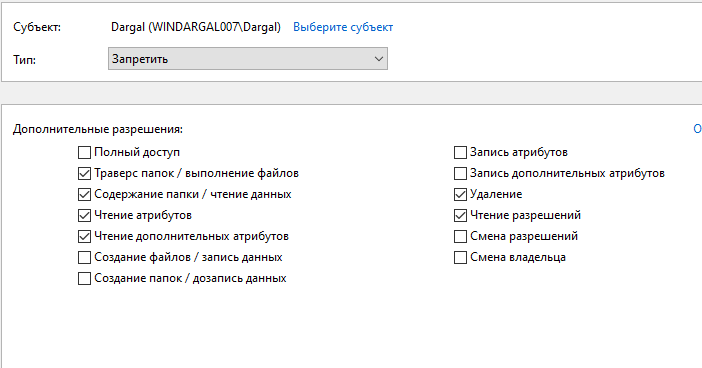 Субъект: Dargal (WINDARGAL007\Dargal) Выберите субъект
Тип: Запретить
Дополнительные разрешения: О
Полный доступ
Траверс папок / выполнение файлов
Содержание папки / чтение данных
Чтение атрибутов
Чтение дополнительных атрибутов
Создание файлов / запись данных
Создание папок / дозапись данных
Запись атрибутов
Запись дополнительных атрибутов
Удаление
Чтение разрешений
Смена разрешений
Смена владельца